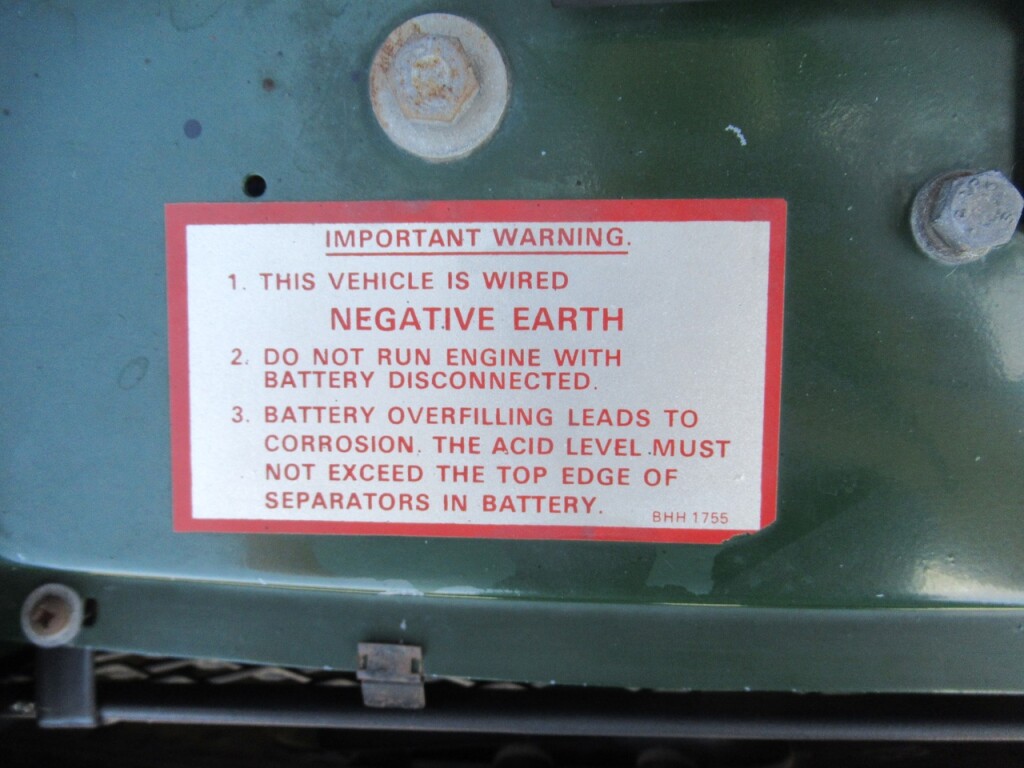 IMPORTANT WARNING.
1. THIS VEHICLE IS WIRED
NEGATIVE EARTH
2. DO NOT RUN ENGINE WITH
BATTERY DISCONNECTED.
3. BATTERY OVERFILLING LEADS TO
CORROSION. THE ACID LEVEL MUST
NOT EXCEED THE TOP EDGE OF
SEPARATORS IN BATTERY.
BHH 1755